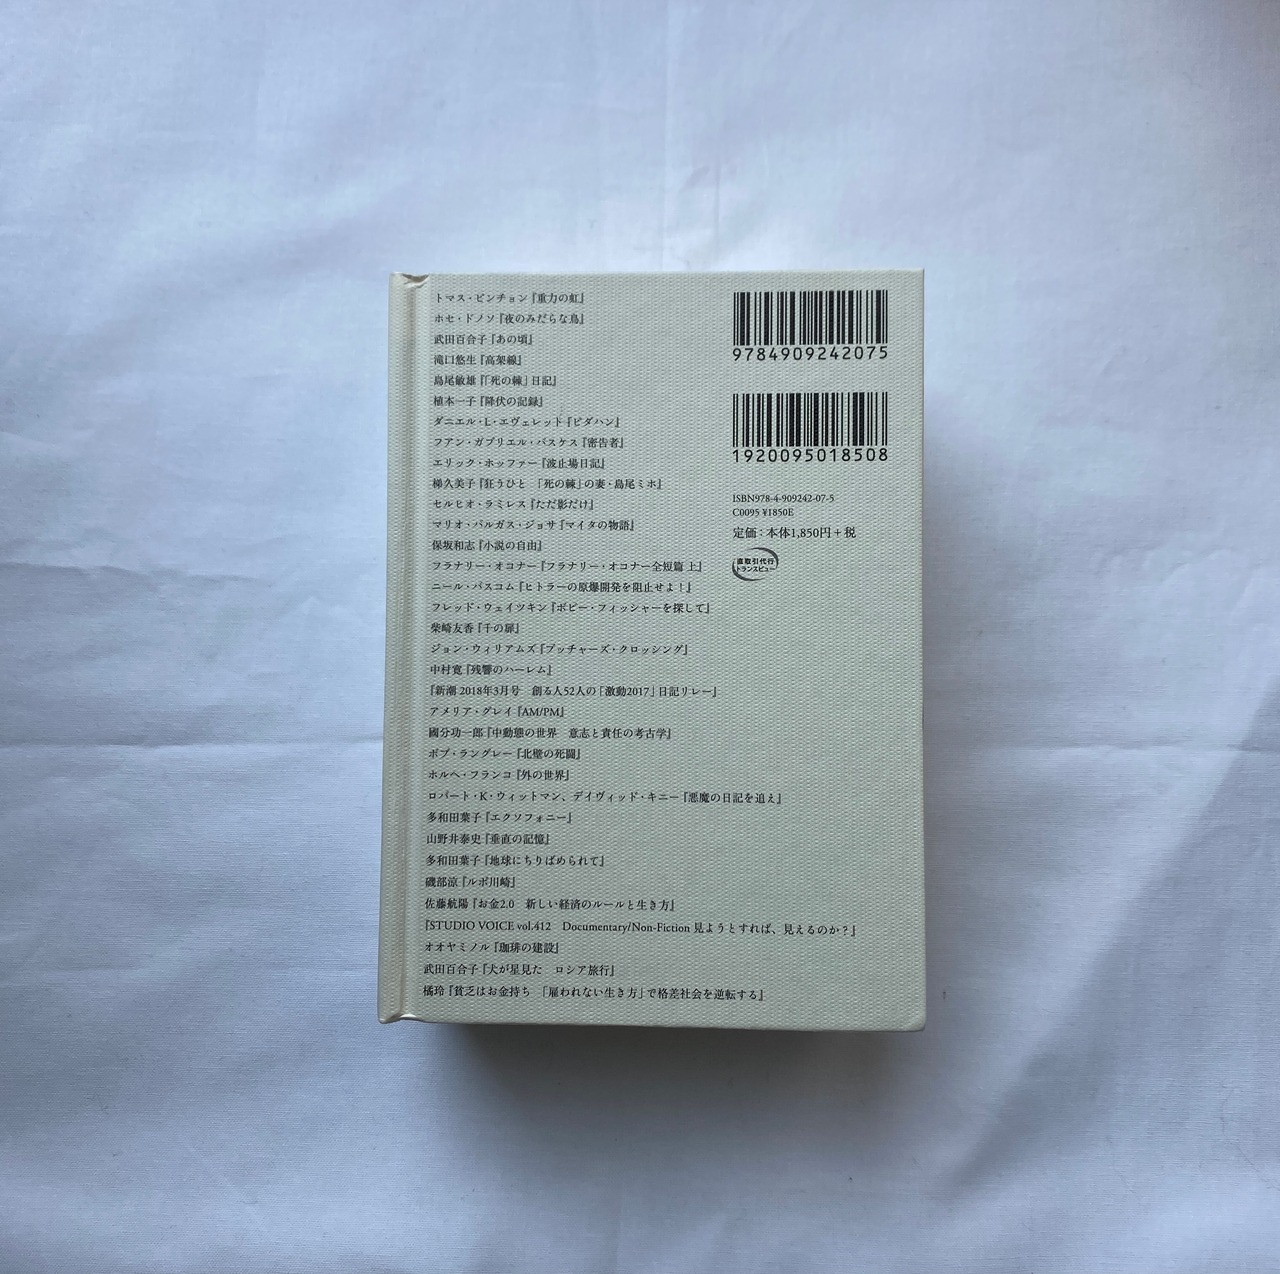 トマス・ピンチョン『重力の虹』
ホセ・ドノソ『夜のみだらな鳥』
武田百合子『あの頃』
滝口悠生『高架線』
島尾敏雄『「死の棘」日記』
植本一子『降伏の記録』
ダニエル・L・エヴェレット『ピダハン』
フアン・ガブリエル・バスケス『密告者』
エリック・ホッファー『波止場日記』
梯久美子『狂うひと　「死の棘」の妻・島尾ミホ』
セルヒオ・ラミレス『ただ影だけ』
マリオ・バルガス・ジョサ『マイタの物語』
保坂和志『小説の自由』
フラナリー・オコナー『フラナリー・オコナー全短篇 上』
ニール・バスコム『ヒトラーの原爆開発を阻止せよ！』
フレッド・ウェイツキン『ボビー・フィッシャーを探して』
柴崎友香『千の扉』
ジョン・ウィリアムズ『ブッチャーズ・クロッシング』
中村寛『残響のハーレム』
『新潮 2018年3月号　創る人52人の「激動2017」日記リレー』
アメリア・グレイ『AM/PM』
國分功一郎『中動態の世界　意志と責任の考古学』
ボブ・ラングレー『北壁の死闘』
ホルヘ・フランコ『外の世界』
ロバート・K・ウィットマン、デイヴィッド・キニー『悪魔の日記を追え』
多和田葉子『エクソフォニー』
山野井泰史『垂直の記憶』
多和田葉子『地球にちりばめられて』
磯部涼『ルポ川崎』
佐藤航陽『お金2.0　新しい経済のルールと生き方』
『STUDIO VOICE vol.412　Documentary/Non-Fiction 見ようとすれば、見えるのか？』
オオヤミノル『珈琲の建設』
武田百合子『犬が星見た　ロシア旅行』
橘玲『貧乏はお金持ち　「雇われない生き方」で格差社会を逆転する』
9784909242075
1920095018508
ISBN978-4-909242-07-5
C0095 ¥1850E
定価：本体1,850円＋税
直取引代行
トランスビュー